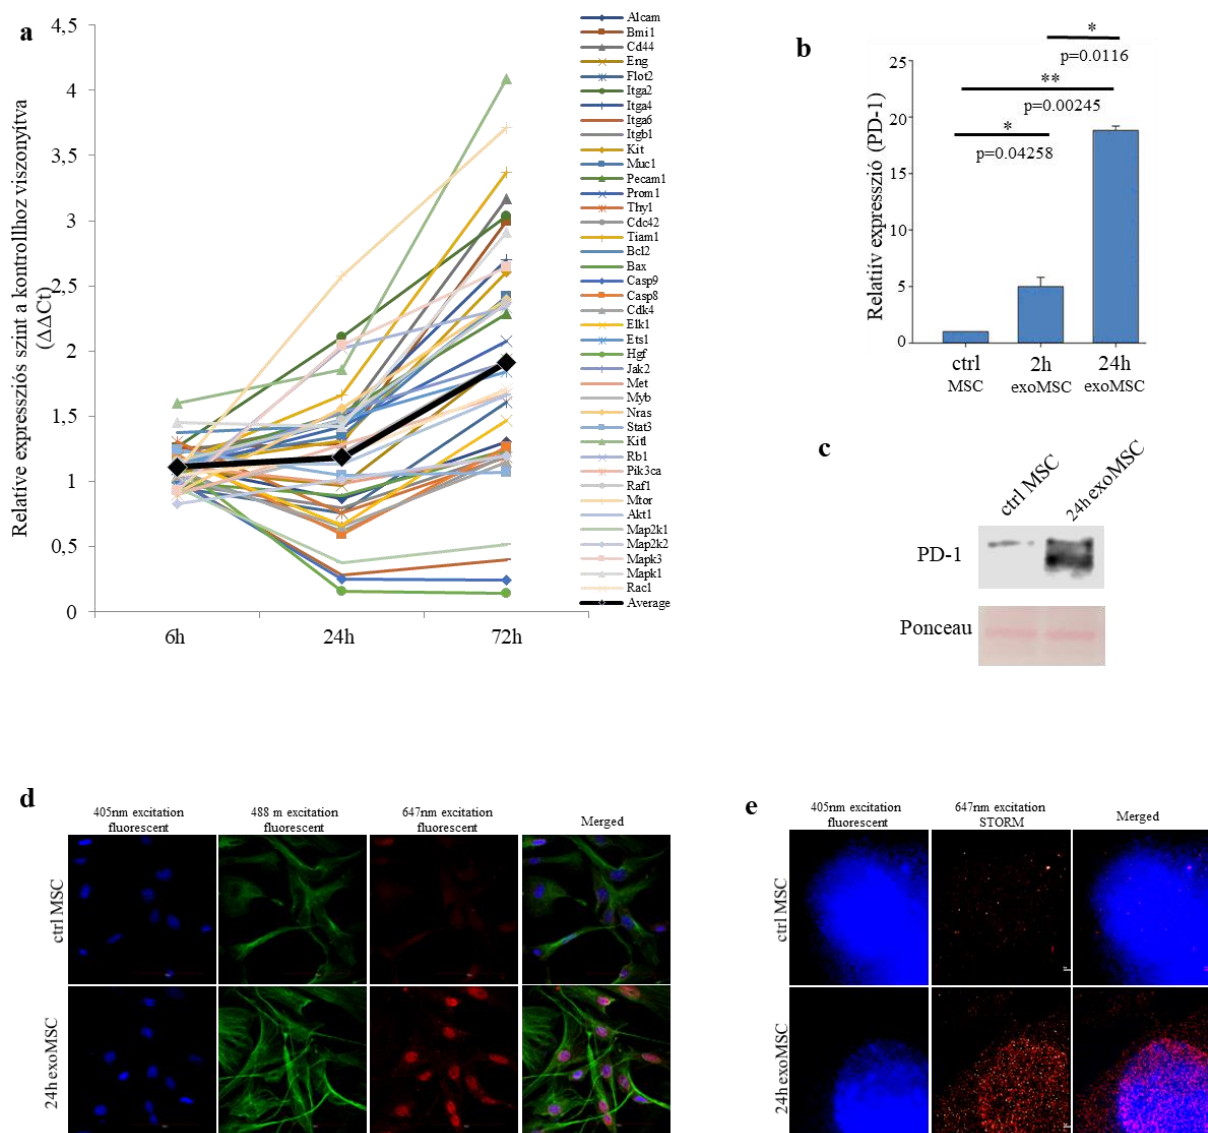 a
Relatíve expressziós szint a kontrollhoz viszonyítva
(ΔΔCt)
4,5
4
3,5
3
2,5
2
1,5
1
0,5
0
6h
24h
72h
Alcam
Bmi1
Cd44
Eng
Flot2
Itga2
Itga4
Itga6
Itgb1
Kit
Muc1
Pecam1
Prom1
Thy1
Cdc42
Tiam1
Bcl2
Bax
Casp9
Casp8
Cdk4
Elk1
Ets1
Hgf
Jak2
Met
Myb
Nras
Stat3
Kitl
Rb1
Pik3ca
Raf1
Mtor
Akt1
Map2k1
Map2k2
Mapk3
Mapk1
Rac1
Average
b
Relatív expresszió (PD-1)
25
20
15
10
5
0
*
p=0.0116
**
p=0.00245
*
p=0.04258
ctrl
MSC
2h
exoMSC
24h
exoMSC
c
ctrl MSC
24h exoMSC
PD-1
Ponceau
d
405nm excitation
fluorescent
488 m excitation
fluorescent
647nm excitation
fluorescent
Merged
ctrl MSC
24h exoMSC
e
405nm excitation
fluorescent
647nm excitation
STORM
Merged
ctrl MSC
24h exoMSC